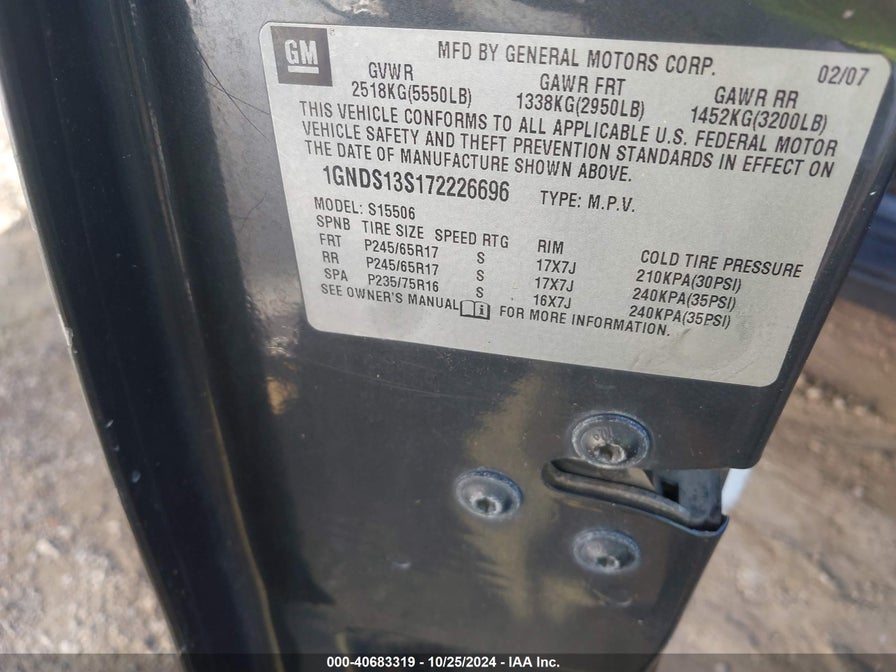 GM
MFD BY GENERAL MOTORS CORP.
02/07
GVWR GAWR FRT GAWR RR
2518KG(5550LB) 1338KG(2950LB) 1452KG(3200LB)
THIS VEHICLE CONFORMS TO ALL APPLICABLE U.S. FEDERAL MOTOR
VEHICLE SAFETY AND THEFT PREVENTION STANDARDS IN EFFECT ON
THE DATE OF MANUFACTURE SHOWN ABOVE.
1GNDS13S172226696 TYPE: M.P.V.
MODEL: S15506
SPNB TIRE SIZE SPEED RTG RIM COLD TIRE PRESSURE
FRT P245/65R17 S 17X7J 210KPA(30PSI)
RR P245/65R17 S 17X7J 240KPA(35PSI)
SPA P235/75R16 S 16X7J 240KPA(35PSI)
SEE OWNER'S MANUAL FOR MORE INFORMATION.
000-40683319 - 10/25/2024 - IAA Inc.